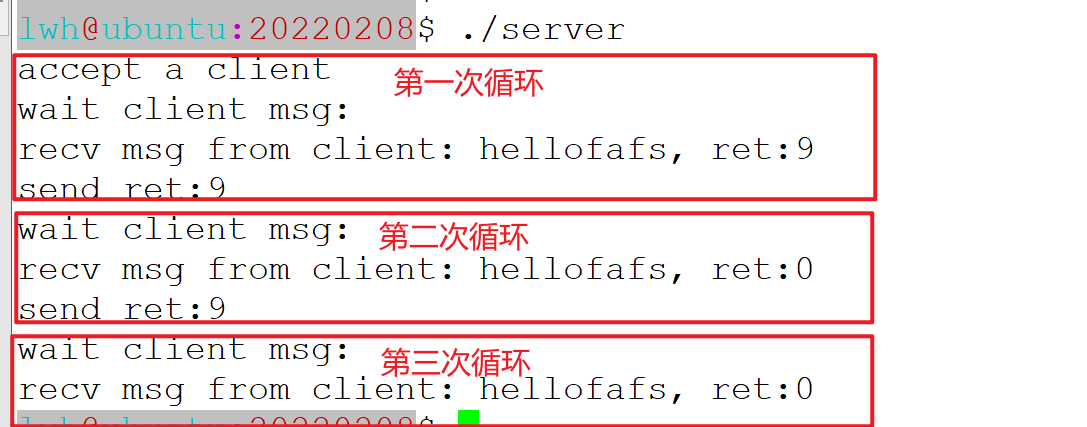 lwh@ubuntu:20220208$ ./server
accept a client
第一次循环
wait client msg:
recv msg from client: hellofafs, ret:9
send ret:9
wait client msg:
第二次循环
recv msg from client: hellofafs, ret:0
send ret:9
wait client msg:
第三次循环
recv msg from client: hellofafs, ret:0
lwh@ubuntu:20220208$